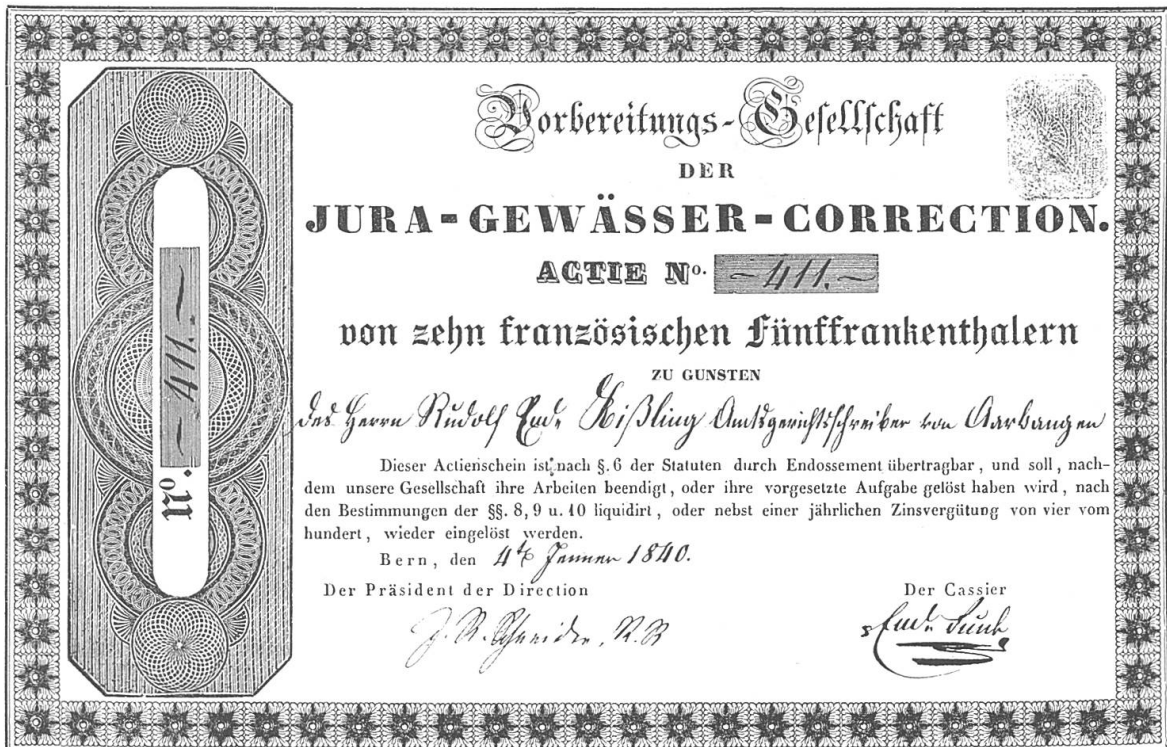 Vorbereitungs-Gesellschaft
DER
JURA-GEWÄSSER-CORRECTION.
ACTIE No. 411.
von zehn französischen Fünffrankenthalern
ZU GUNSTEN
des Herrn Rudolf Kißling Amtsgerichtsschreiber von Aarwangen
Dieser Actienschein ist nach §. 6 der Statuten durch Endossement übertragbar, und soll, nach-
dem unsere Gesellschaft ihre Arbeiten beendigt, oder ihre vorgesetzte Aufgabe gelöst haben wird, nach
den Bestimmungen der §§. 8, 9 u. 10 liquidirt, oder nebst einer jährlichen Zinsvergütung von vier vom
hundert, wieder eingelöst werden.
Bern, den 4t Jenner 1840.
Der Präsident der Direction
Der Cassier
J. R. Schneider, R. R
No. 411.